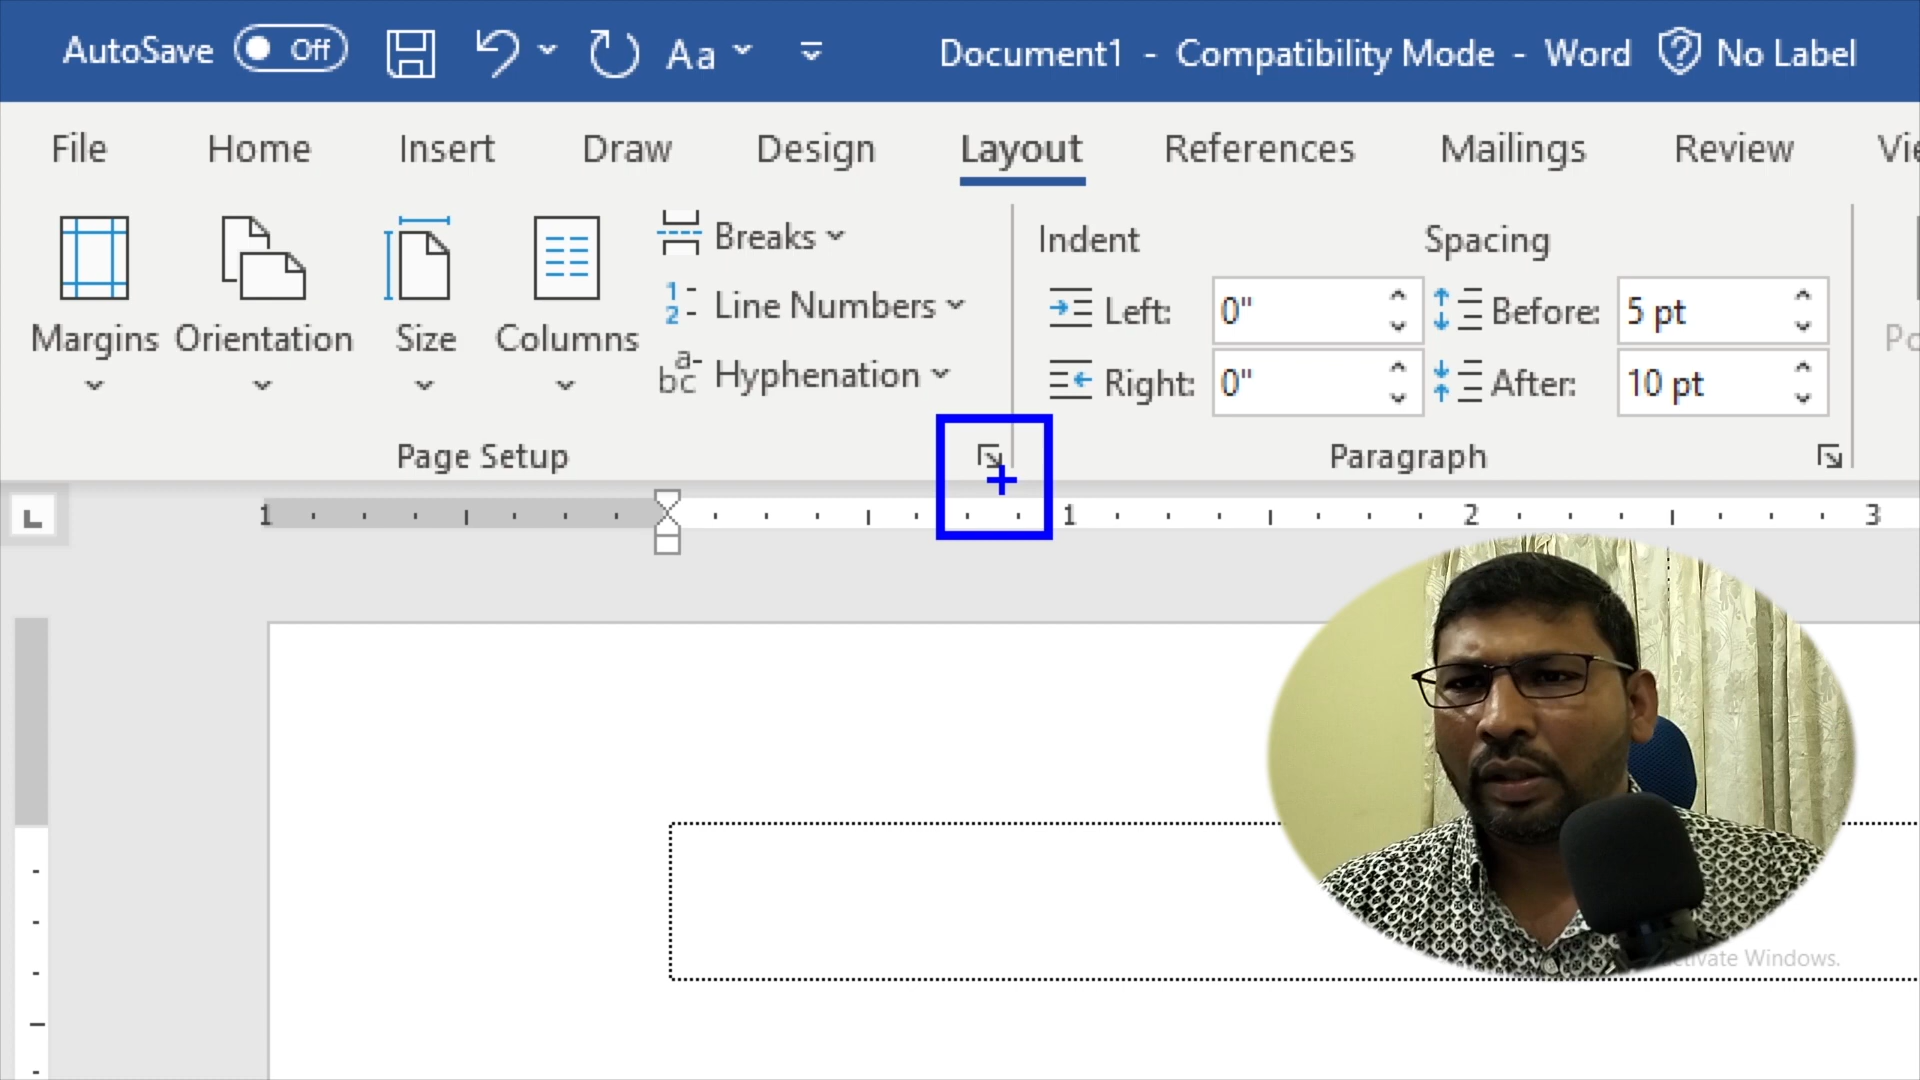 AutoSave Off Aa Document1 - Compatibility Mode - Word No Label
File Home Insert Draw Design Layout References Mailings Review
Margins Orientation Size Columns
Breaks
Line Numbers
Hyphenation
Page Setup
Indent
Left: 0"
Right: 0"
Spacing
Before: 5 pt
After: 10 pt
Paragraph
1 1 2 3
Windows.